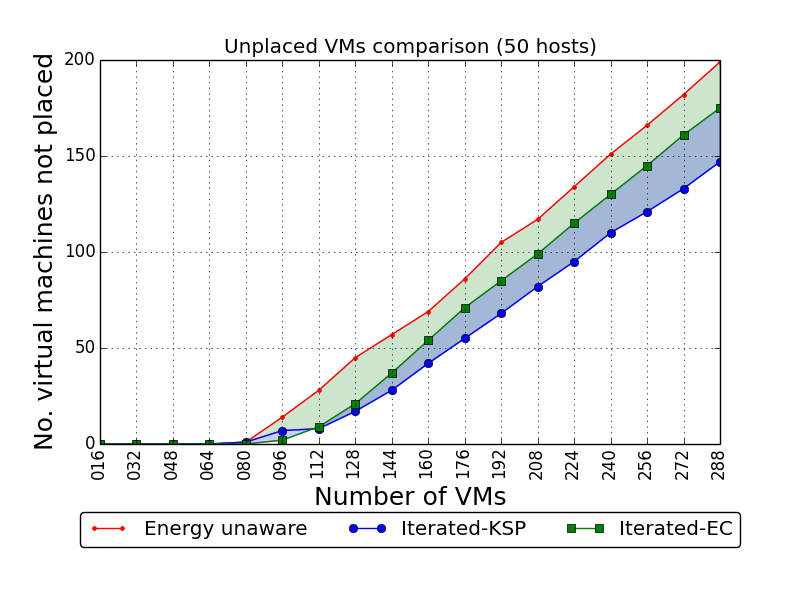 Unplaced VMs comparison (50 hosts)
No. virtual machines not placed
200
150
100
50
0
016 032 048 064 080 096 112 128 144 160 176 192 208 224 240 256 272 288
Number of VMs
Energy unaware Iterated-KSP Iterated-EC